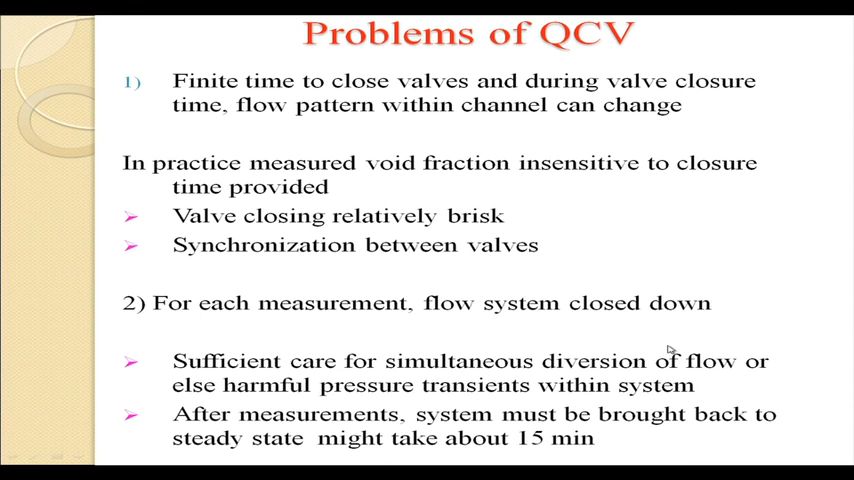 Problems of QCV
1) Finite time to close valves and during valve closure
time, flow pattern within channel can change
In practice measured void fraction insensitive to closure
time provided
Valve closing relatively brisk
Synchronization between valves
2) For each measurement, flow system closed down
Sufficient care for simultaneous diversion of flow or
else harmful pressure transients within system
After measurements, system must be brought back to
steady state might take about 15 min